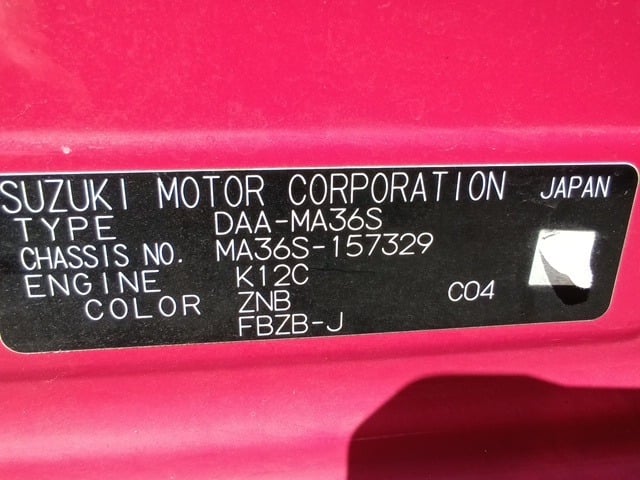 SUZUKI MOTOR CORPORATION JAPAN
TYPE DAA-MA36S
CHASSIS NO. MA36S-157329
ENGINE K12C
COLOR ZNB C04
FBZB-J